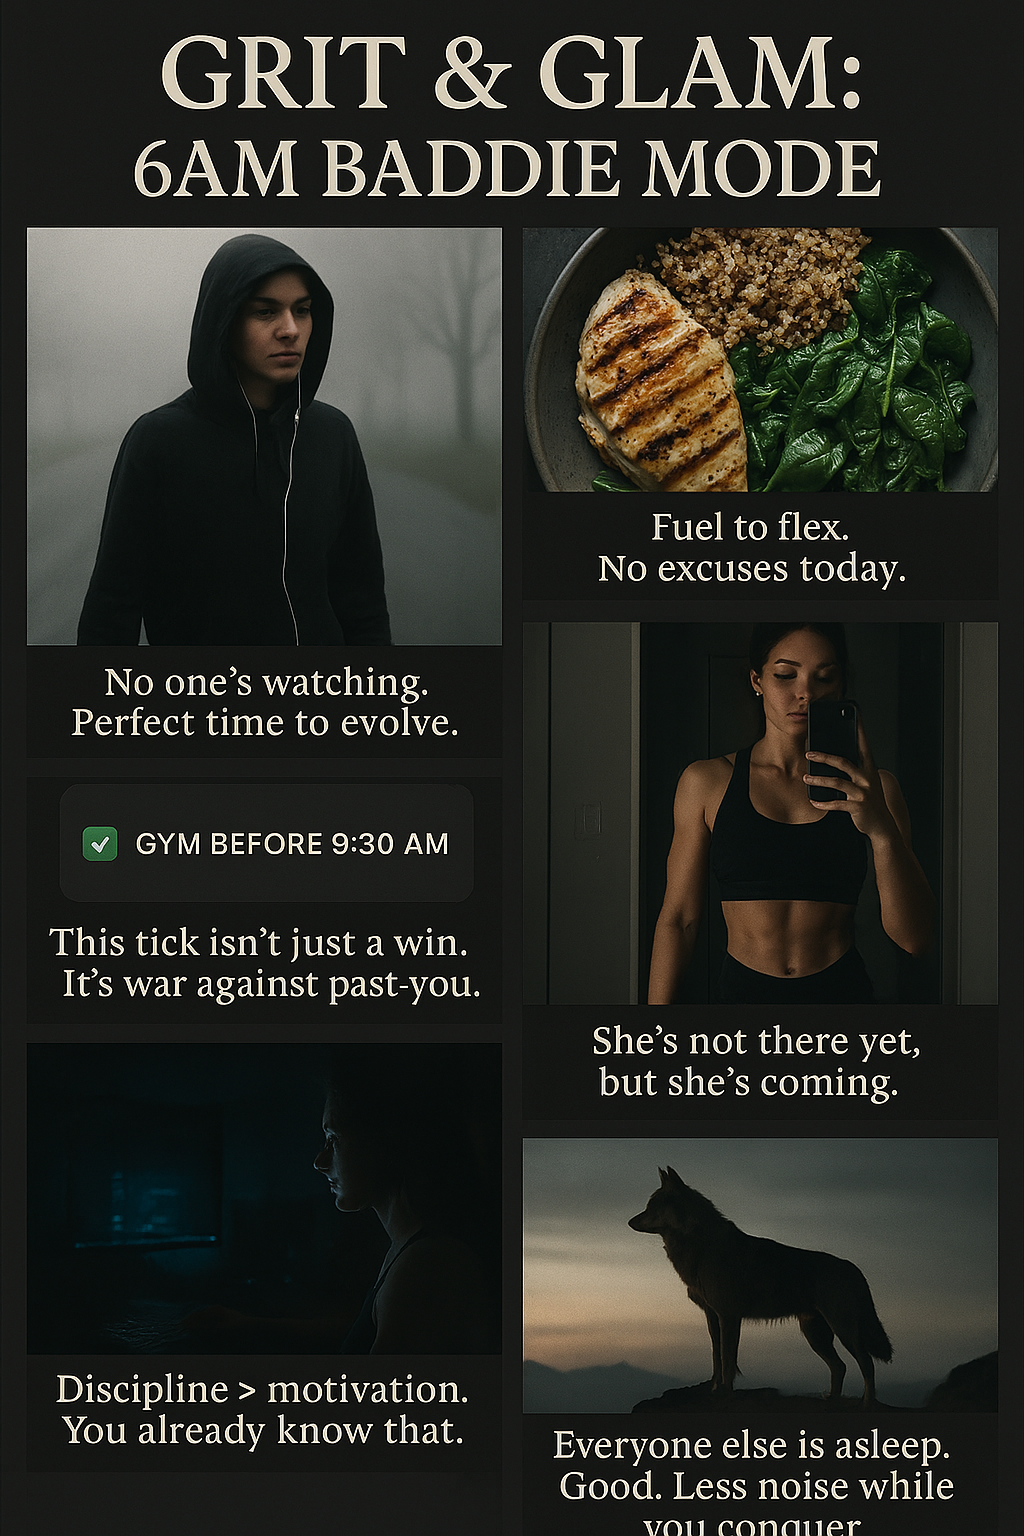 GRIT & GLAM:
6AM BADDIE MODE
No one’s watching.
Perfect time to evolve.
GYM BEFORE 9:30 AM
This tick isn’t just a win.
It’s war against past-you.
Discipline > motivation.
You already know that.
Fuel to flex.
No excuses today.
She’s not there yet,
but she’s coming.
Everyone else is asleep.
Good. Less noise while
you conquer